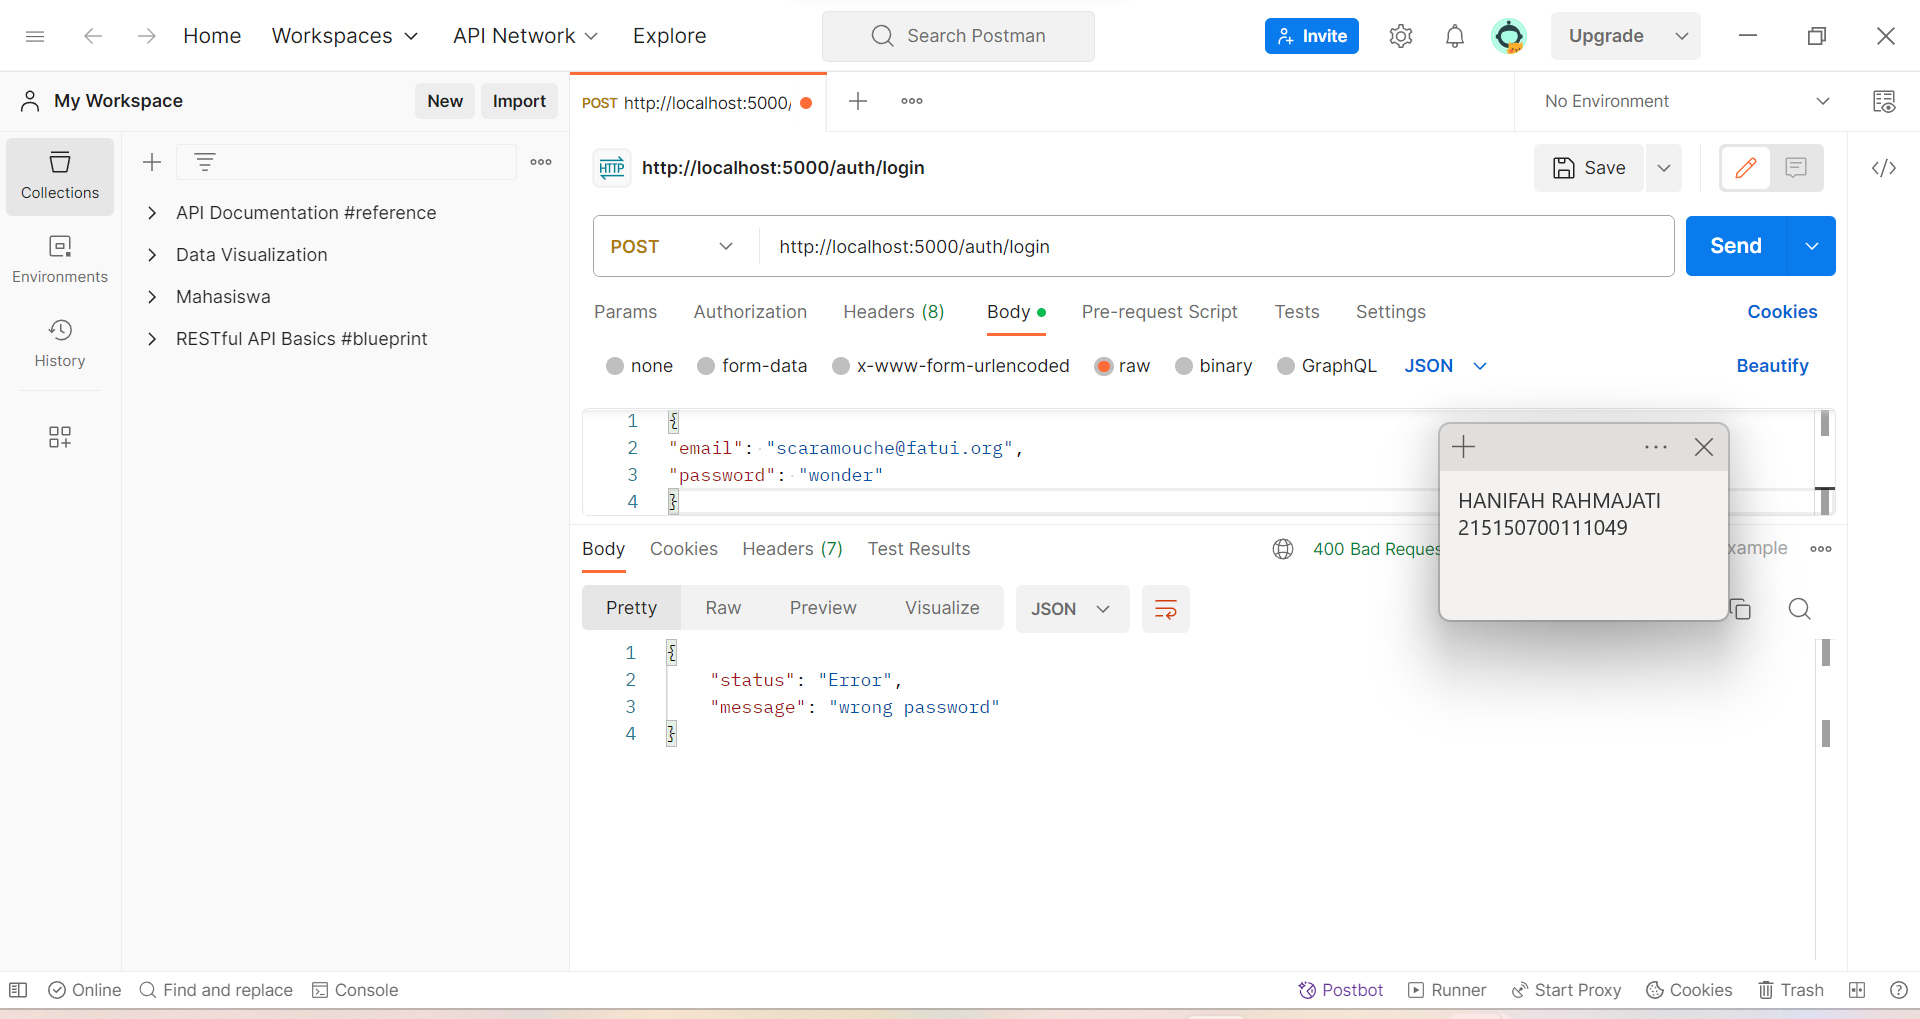 Home
Workspaces
API Network
Explore
Search Postman
Invite
Upgrade
My Workspace
New
Import
POST http://localhost:5000/
No Environment
Collections
Environments
History
API Documentation #reference
Data Visualization
Mahasiswa
RESTful API Basics #blueprint
HTTP
http://localhost:5000/auth/login
Save
POST
http://localhost:5000/auth/login
Send
Params
Authorization
Headers (8)
Body
Pre-request Script
Tests
Settings
Cookies
none
form-data
x-www-form-urlencoded
raw
binary
GraphQL
JSON
Beautify
1 {
2 "email": "scaramouche@fatui.org",
3 "password": "wonder"
4 }
HANIFAH RAHMAJATI
215150700111049
Body
Cookies
Headers (7)
Test Results
400 Bad Reques
xample
Pretty
Raw
Preview
Visualize
JSON
1 {
2 "status": "Error",
3 "message": "wrong password"
4 }
Online
Find and replace
Console
Postbot
Runner
Start Proxy
Cookies
Trash